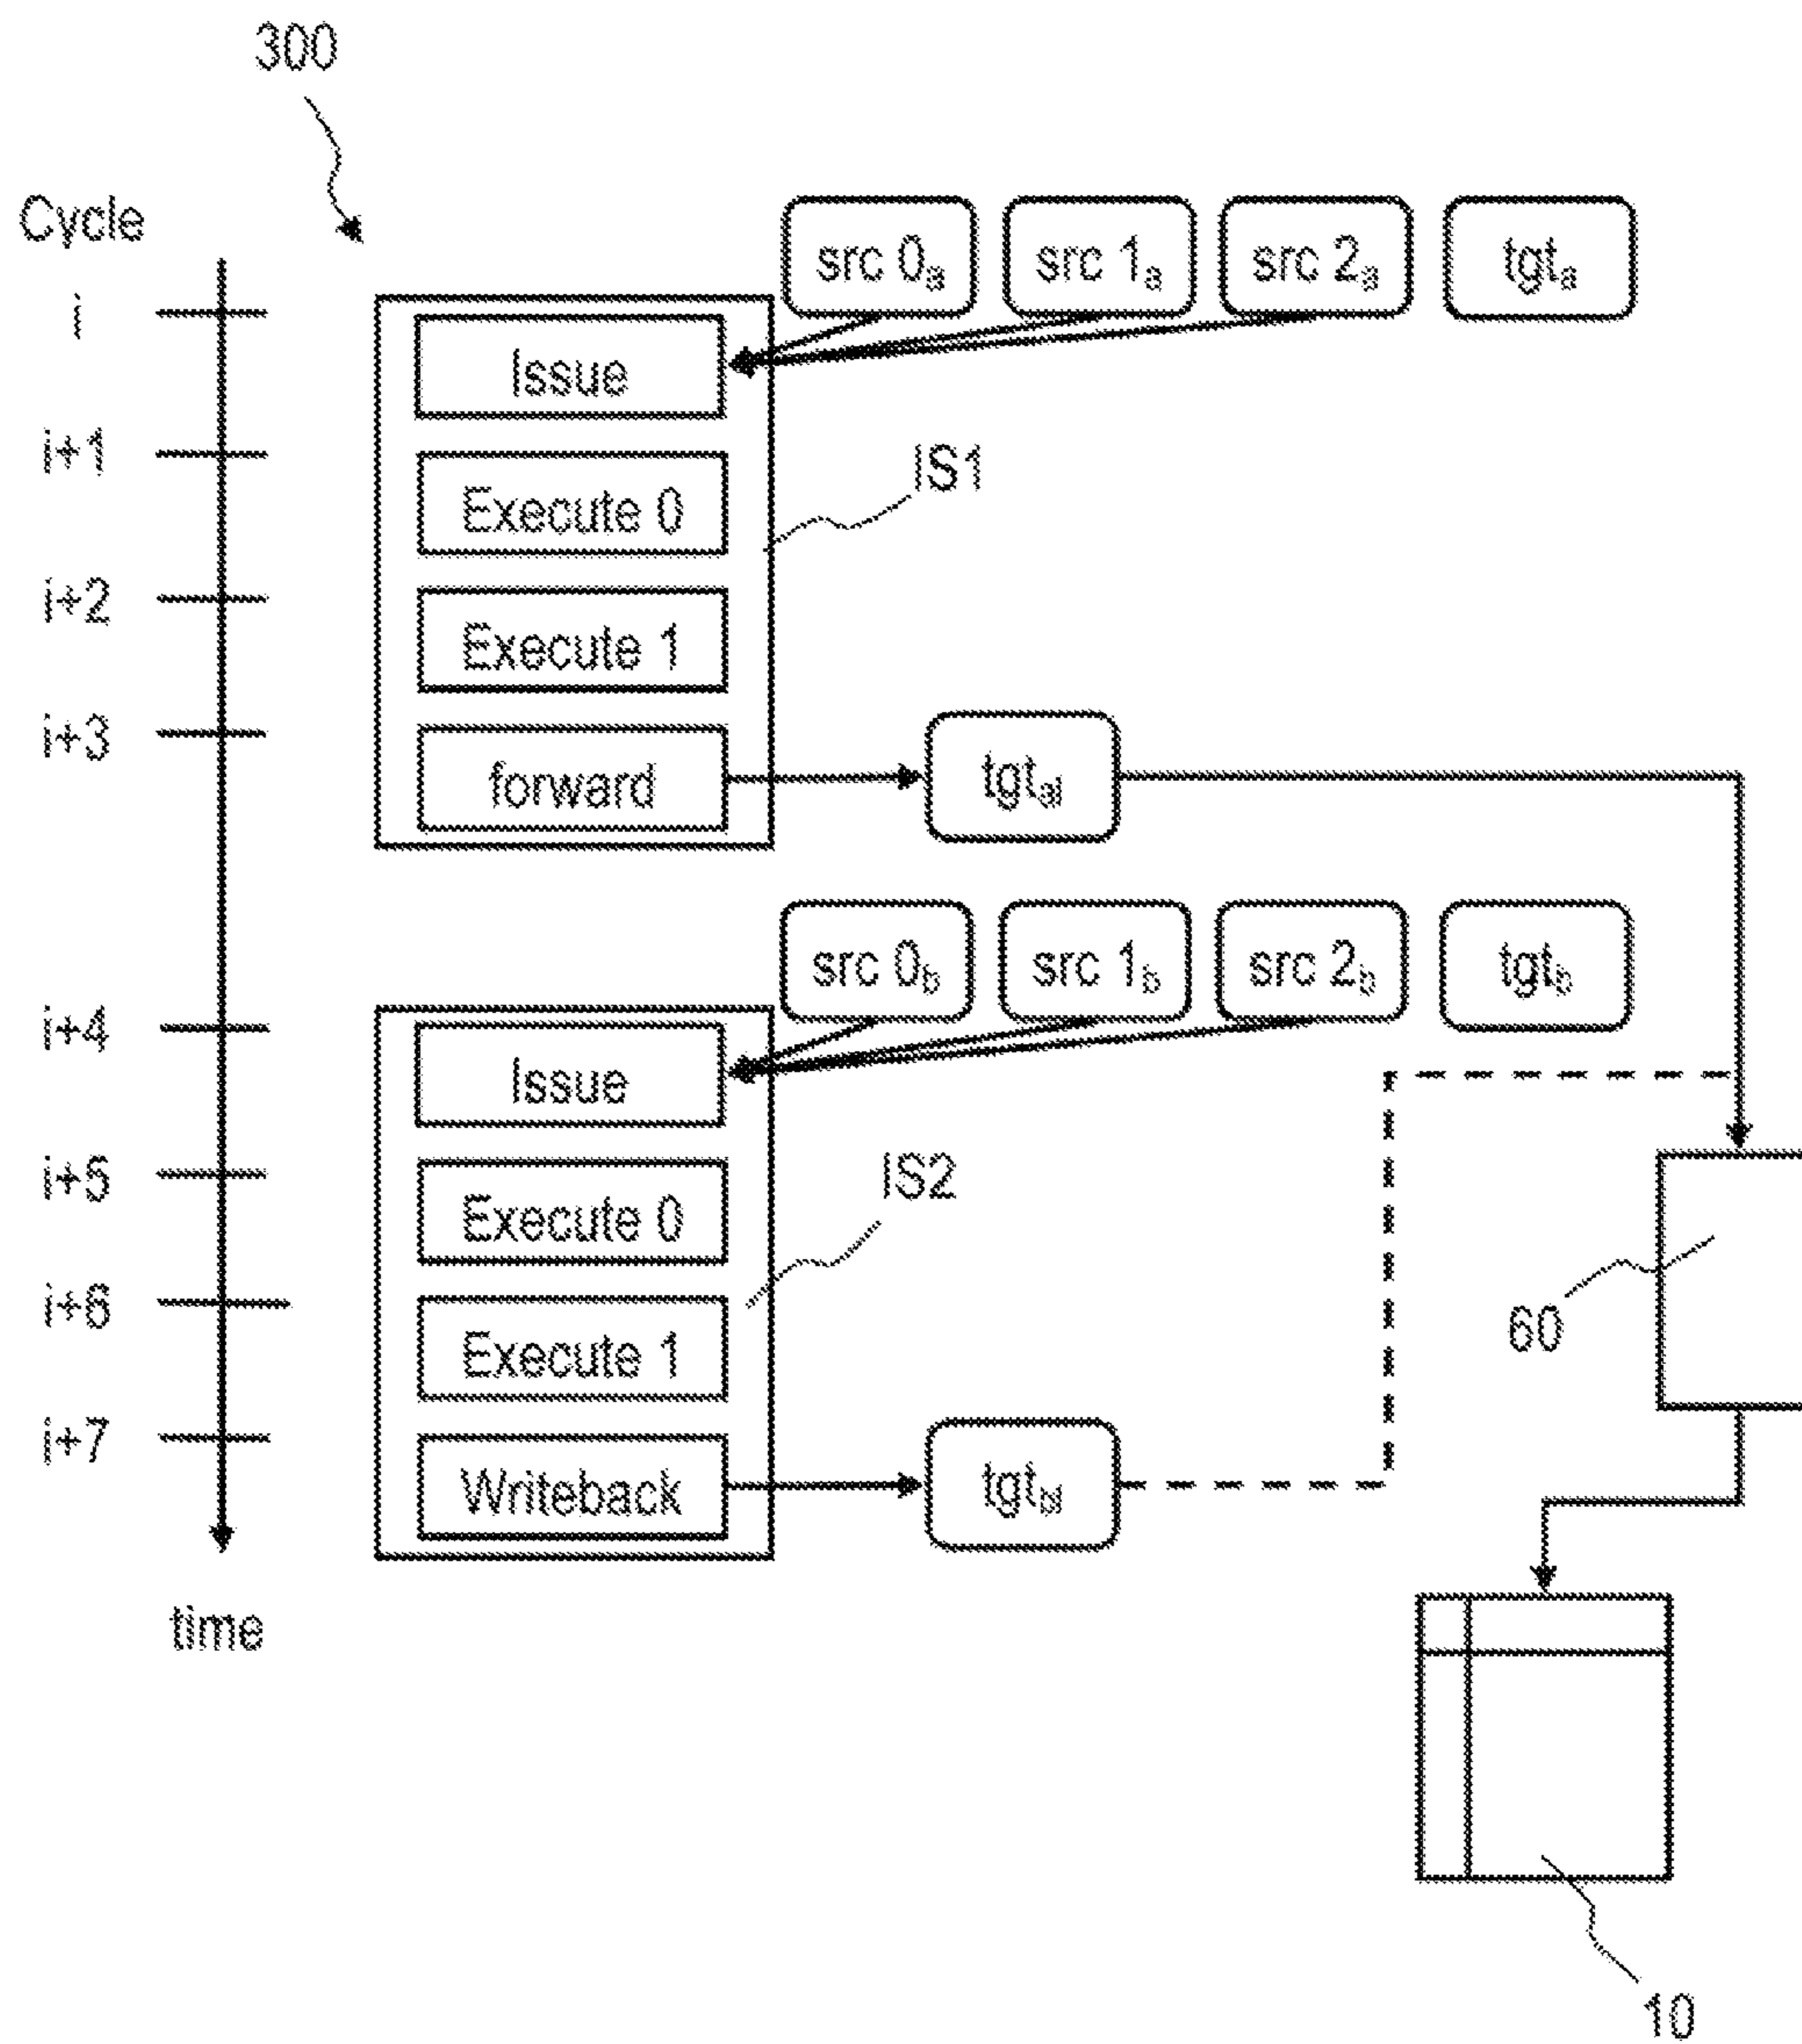 300
Cycle
src 0a src 1a src 2a tgta
i
Issue
i+1
IS1
Execute 0
i+2
Execute 1
i+3
forward tgtal
src 0b src 1b src 2b tgtb
i+4
Issue
i+5
IS2
Execute 0
i+6
60
Execute 1
i+7
Writeback tgtbl
time
10